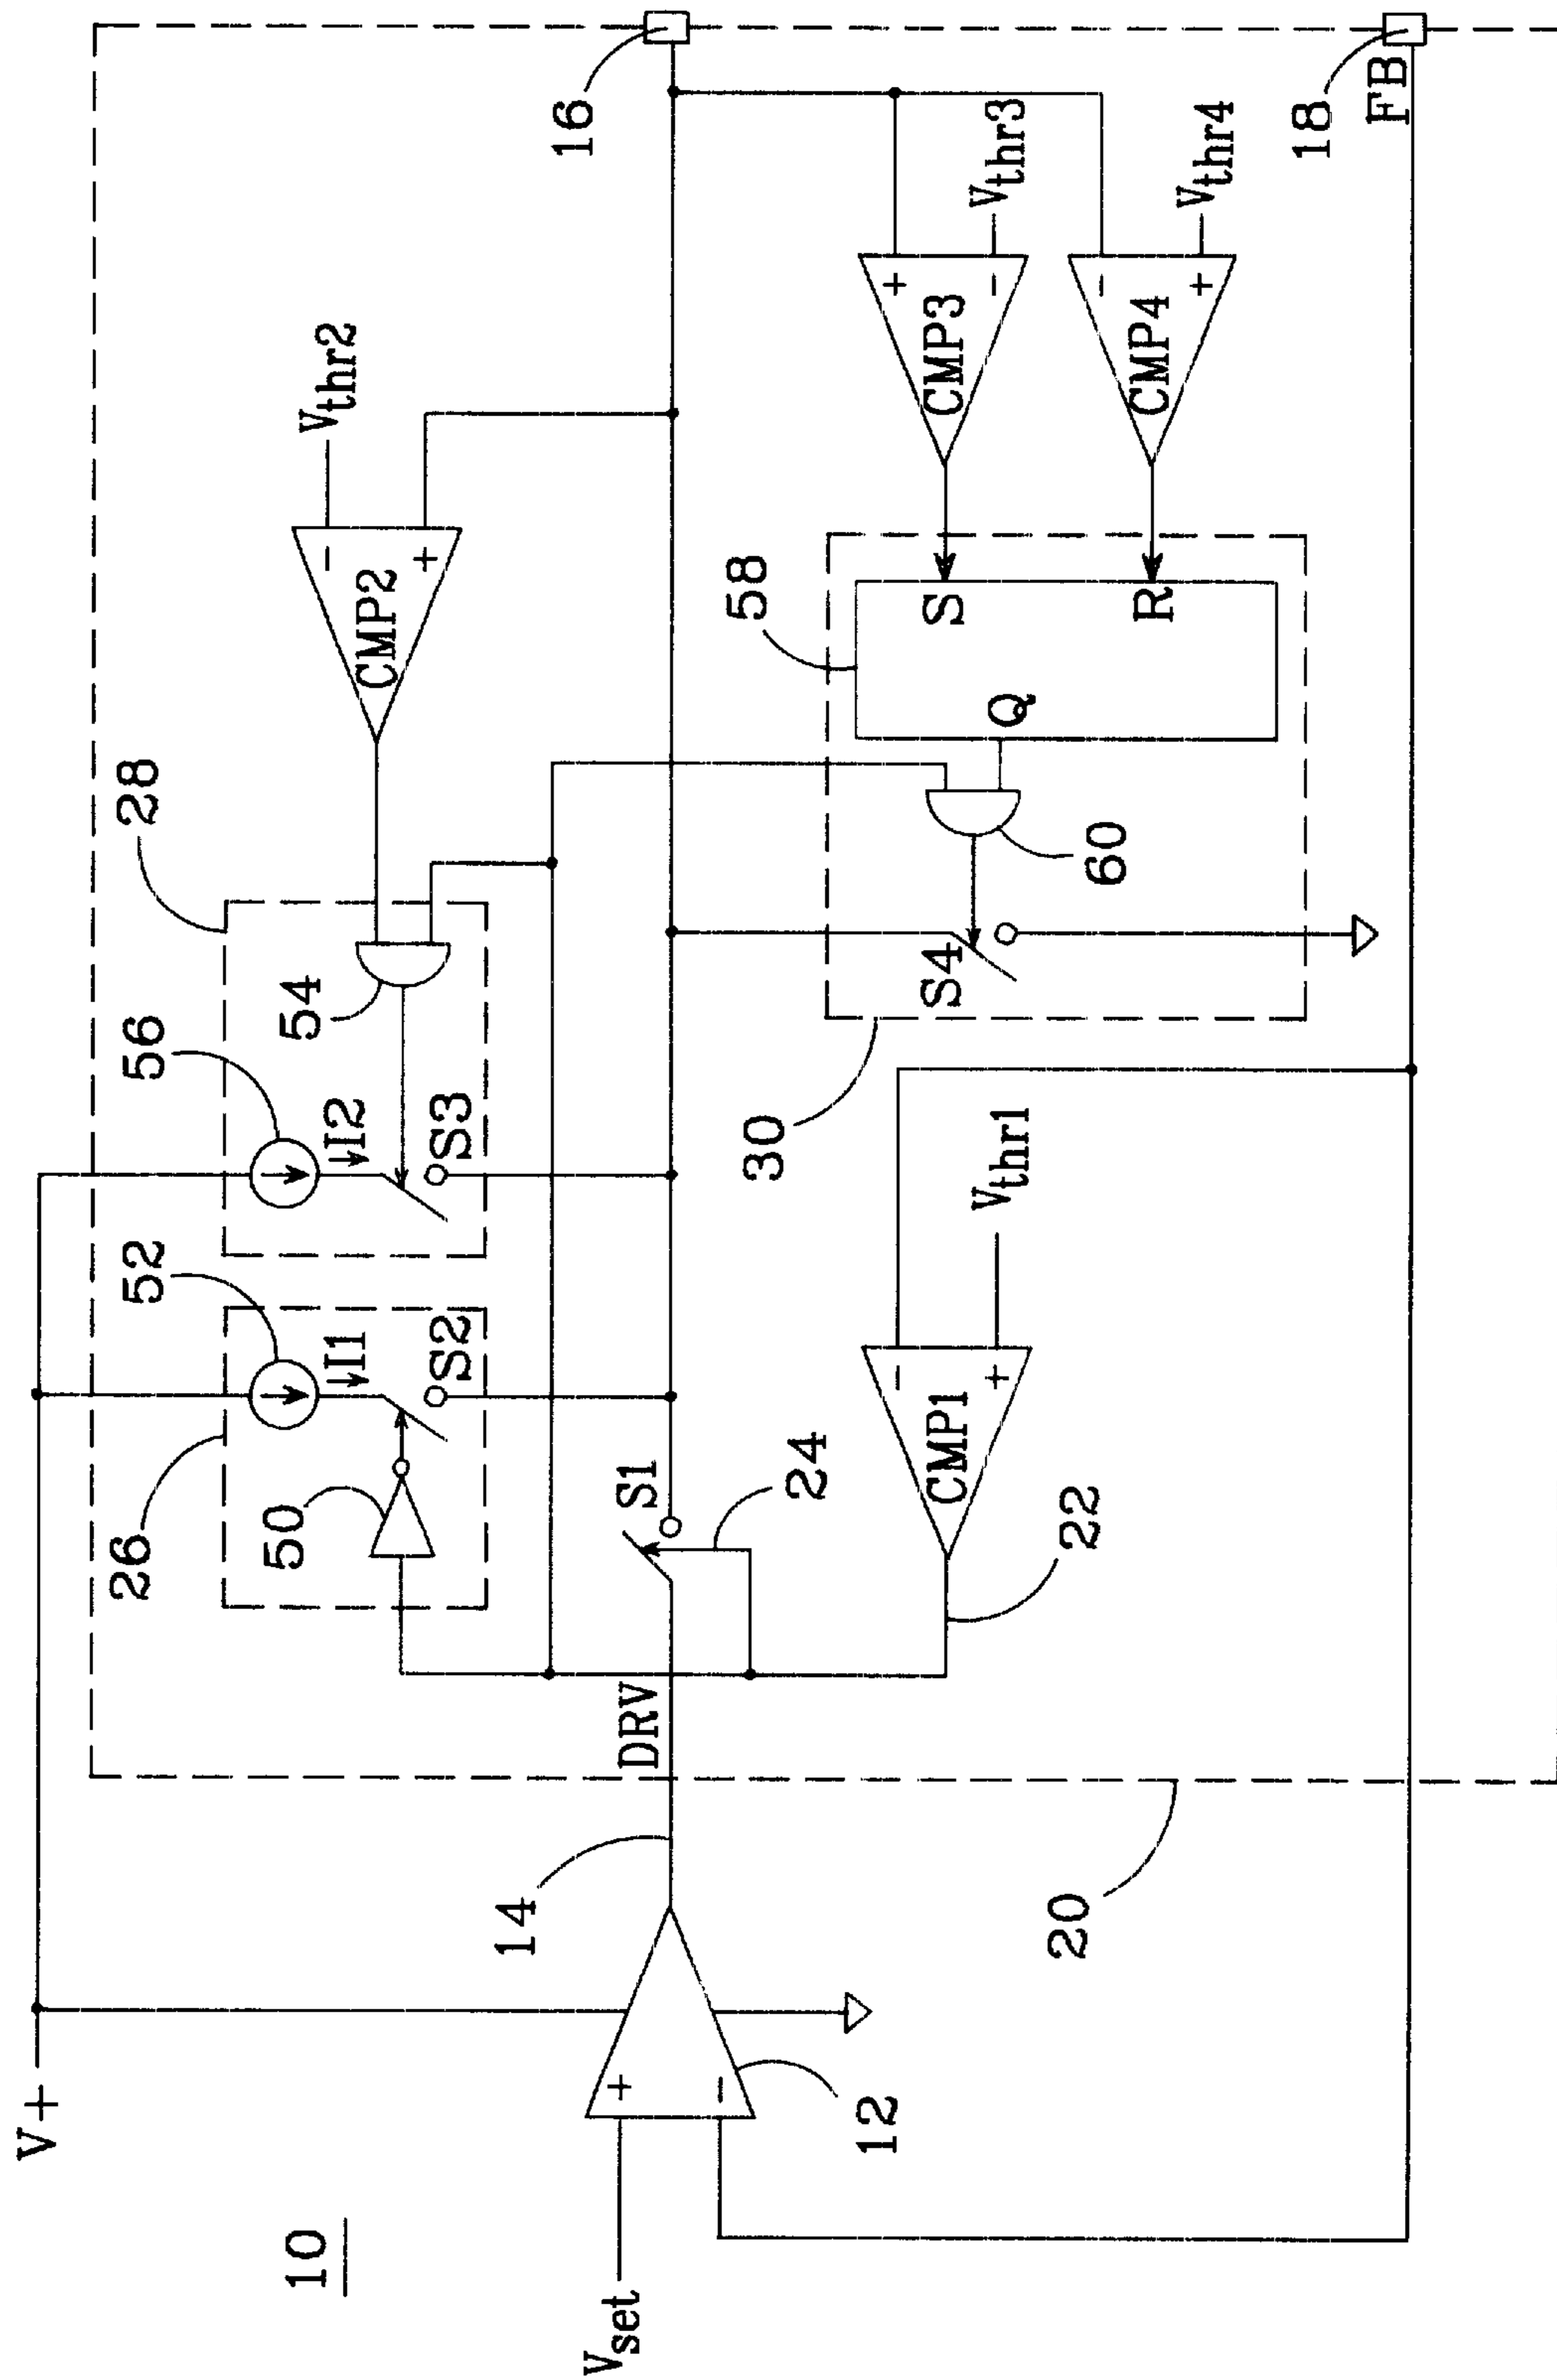 10
V+
Vset
+
−
12
14
20
DRV
S1
24
22
26
50
52
I1
S2
56
I2
S3
28
54
CMP2
−
+
Vthr2
16
CMP1
−
+
Vthr1
30
S4
60
58
Q
S
R
CMP3
+
−
Vthr3
CMP4
−
+
Vthr4
18
FB